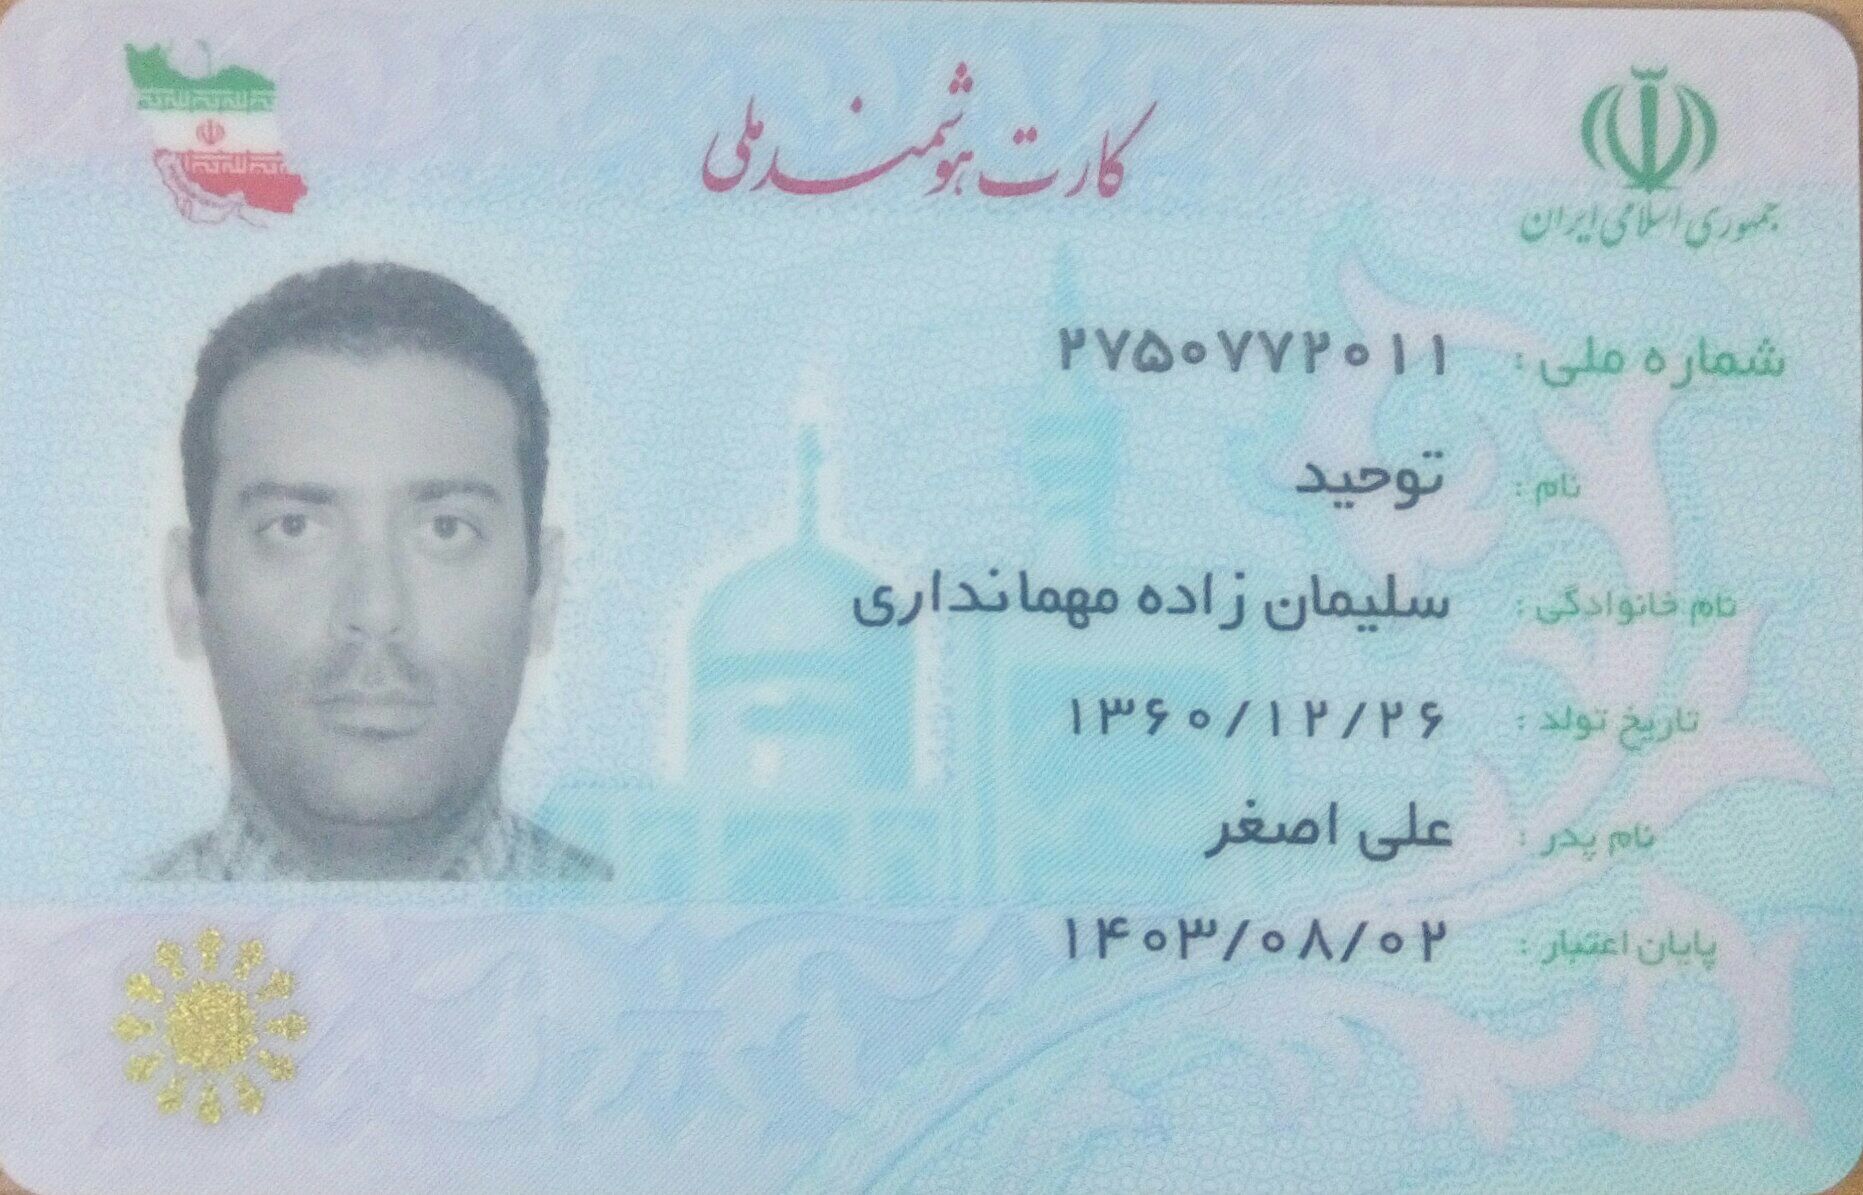 کارت هوشمند ملی
جمهوری اسلامی ایران
شماره ملی : ۲۷۵۰۷۷۲۰۱۱
نام : توحید
نام خانوادگی : سلیمان زاده مهمانداری
تاریخ تولد : ۱۳۶۰/۱۲/۲۶
نام پدر : علی اصغر
پایان اعتبار : ۱۴۰۳/۰۸/۰۲